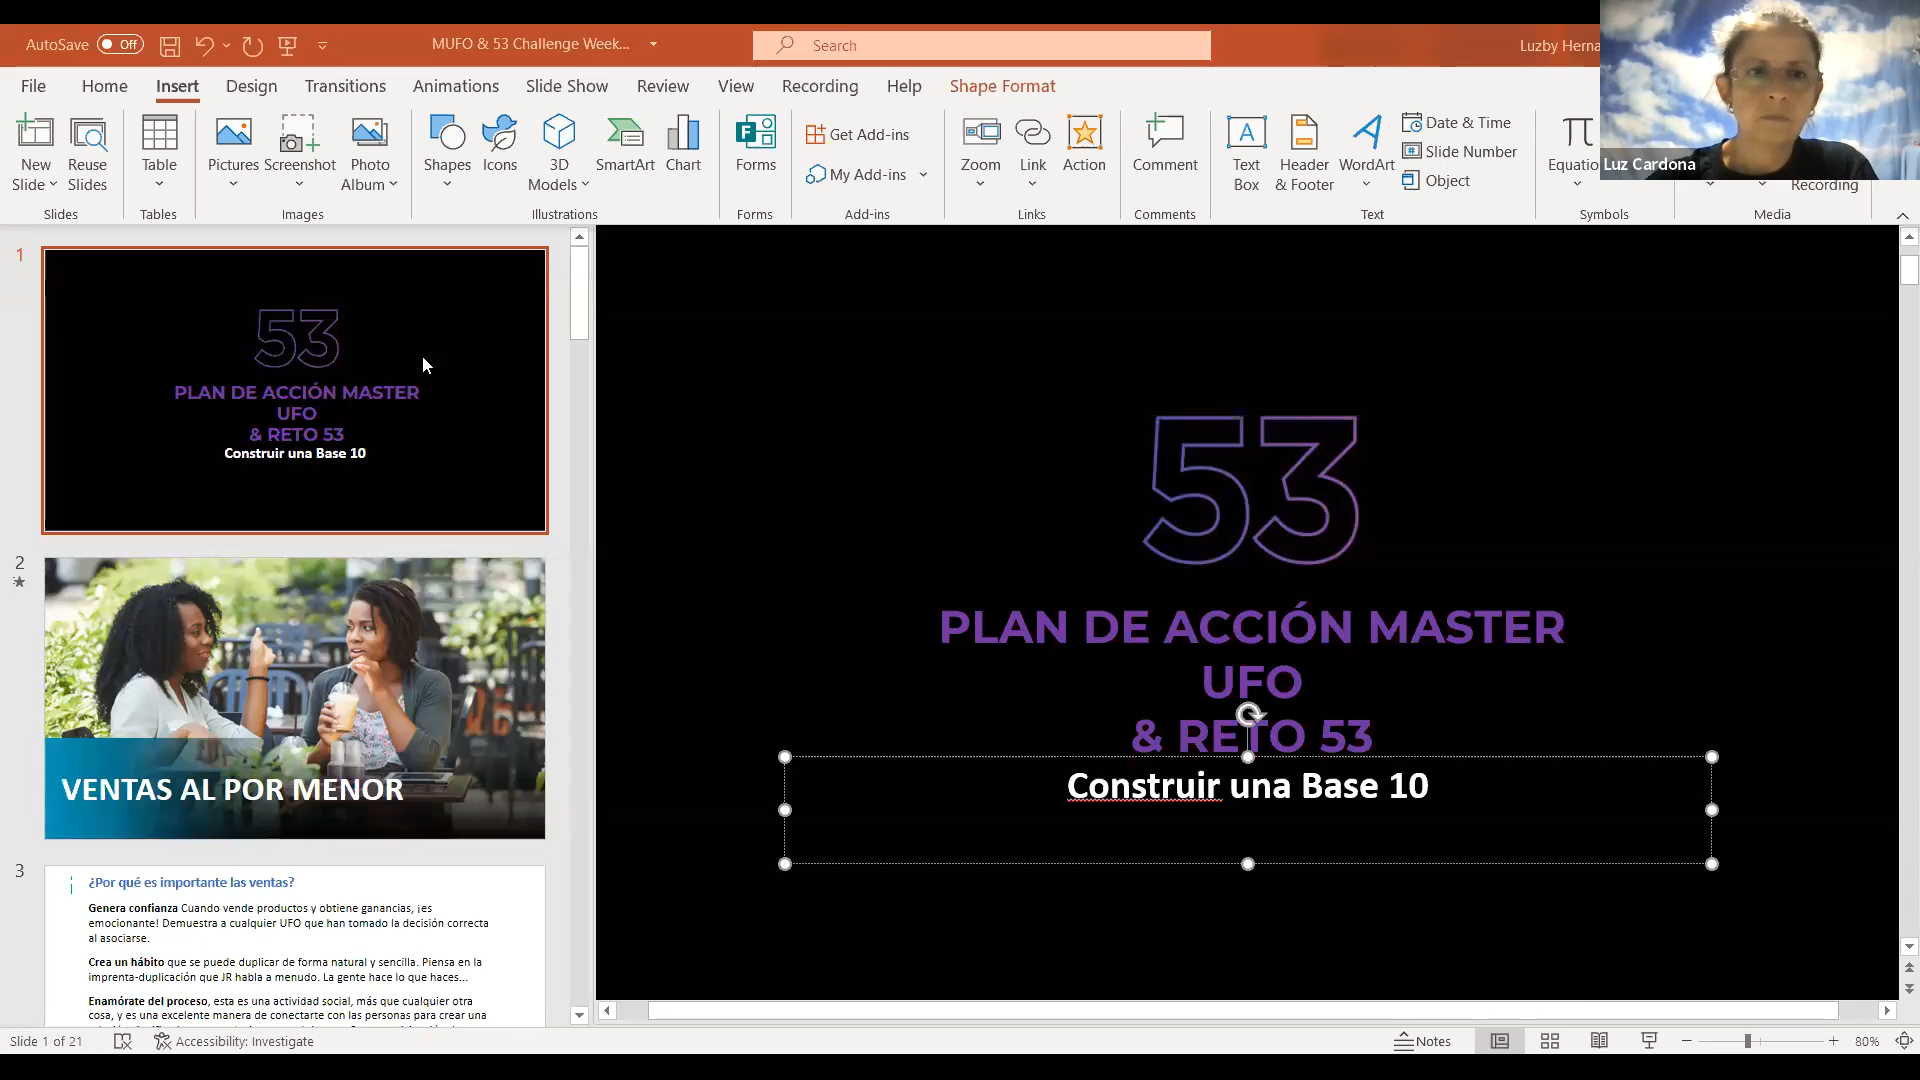 AutoSave
Off
MUFO & 53 Challenge Week...
Search
Luzby Herna
File
Home
Insert
Design
Transitions
Animations
Slide Show
Review
View
Recording
Help
Shape Format
New Slide
Reuse Slides
Table
Pictures
Screenshot
Photo Album
Shapes
Icons
3D Models
SmartArt
Chart
Forms
Get Add-ins
My Add-ins
Zoom
Link
Action
Comment
Text Box
Header & Footer
WordArt
Date & Time
Slide Number
Object
Equatio
Recording
Luz Cardona
Slides
Tables
Images
Illustrations
Forms
Add-ins
Links
Comments
Text
Symbols
Media
1
53
PLAN DE ACCIÓN MASTER
UFO
& RETO 53
Construir una Base 10
2
VENTAS AL POR MENOR
3
¿Por qué es importante las ventas?
Genera confianza Cuando vende productos y obtiene ganancias, ¡es
emocionante! Demuestra a cualquier UFO que han tomado la decisión correcta
al asociarse.
Crea un hábito que se puede duplicar de forma natural y sencilla. Piensa en la
imprenta-duplicación que JR habla a menudo. La gente hace lo que haces...
Enamórate del proceso, esta es una actividad social, más que cualquier otra
cosa, y es una excelente manera de conectarte con las personas para crear una
53
PLAN DE ACCIÓN MASTER
UFO
& RETO 53
Construir una Base 10
Slide 1 of 21
Accessibility: Investigate
Notes
80%